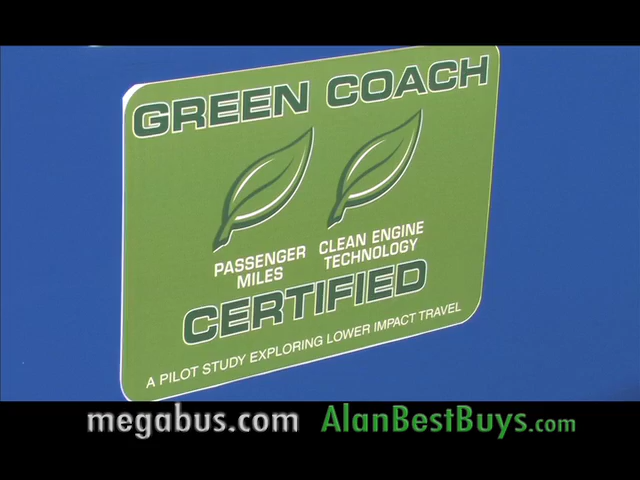 GREEN COACH
PASSENGER MILES
CLEAN ENGINE TECHNOLOGY
CERTIFIED
A PILOT STUDY EXPLORING LOWER IMPACT TRAVEL
megabus.com AlanBestBuys.com